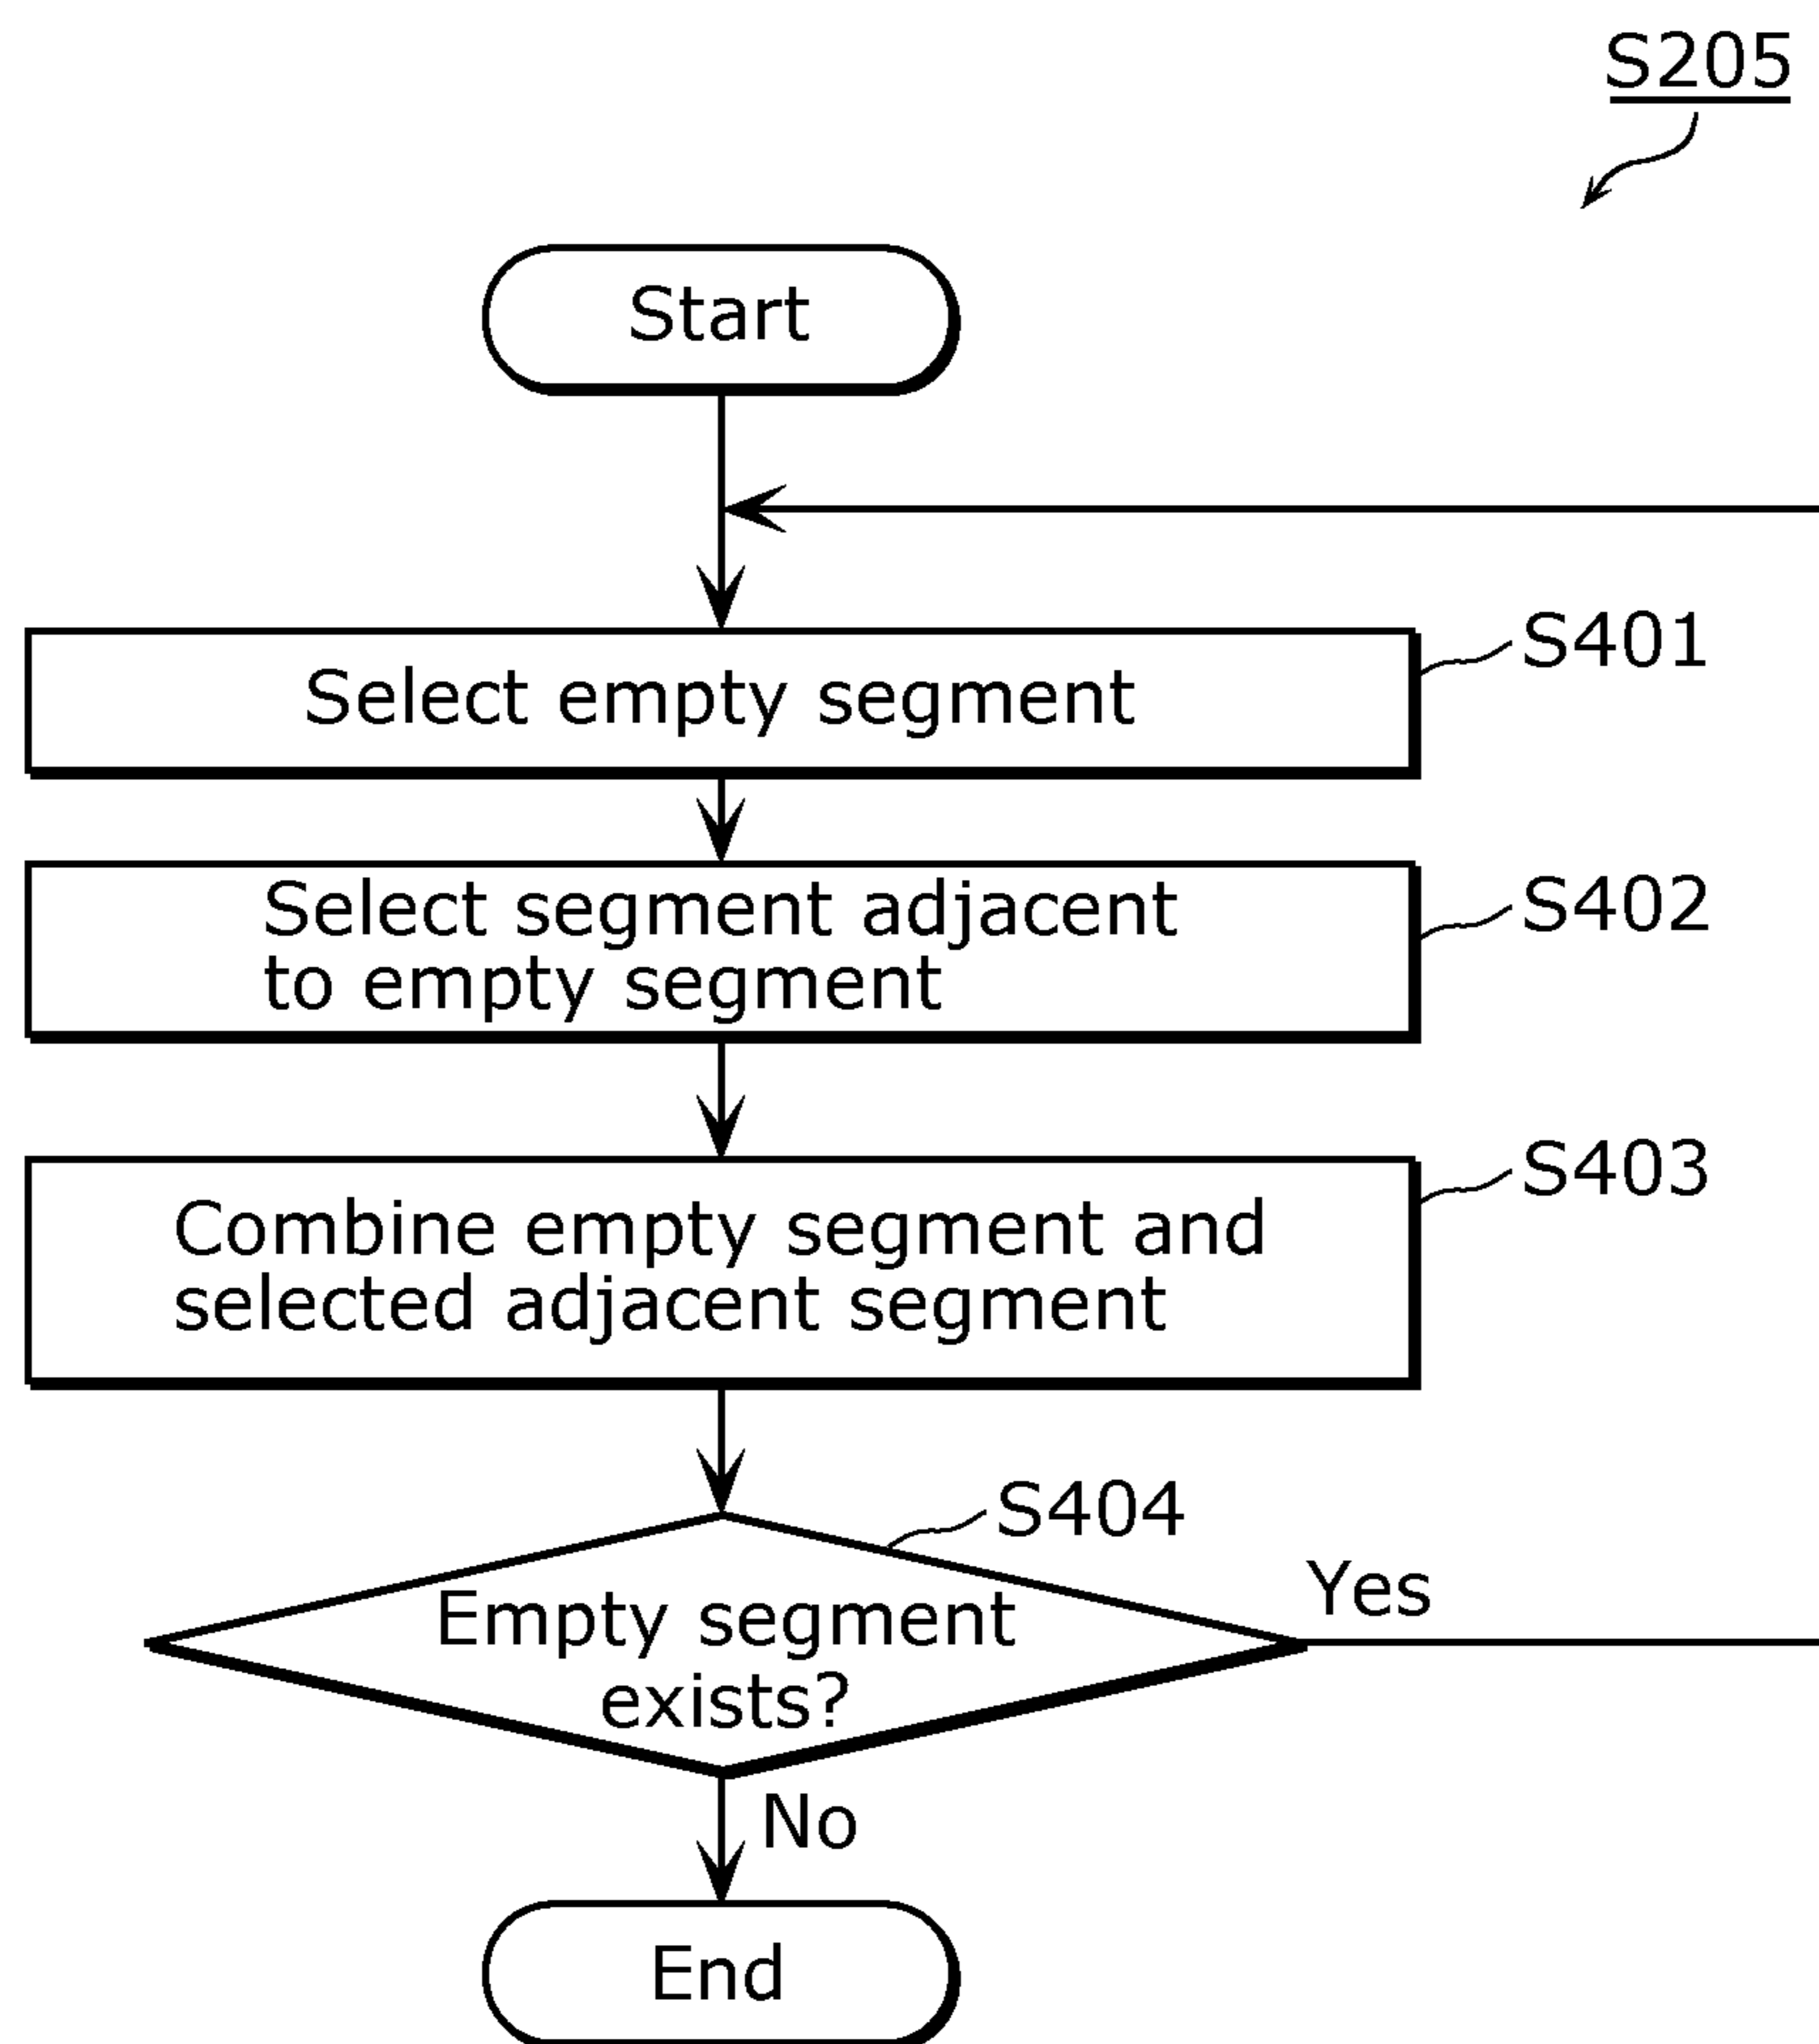 S205
Start
Select empty segment
S401
Select segment adjacent
to empty segment
S402
Combine empty segment and
selected adjacent segment
S403
S404
Empty segment
exists?
Yes
No
End